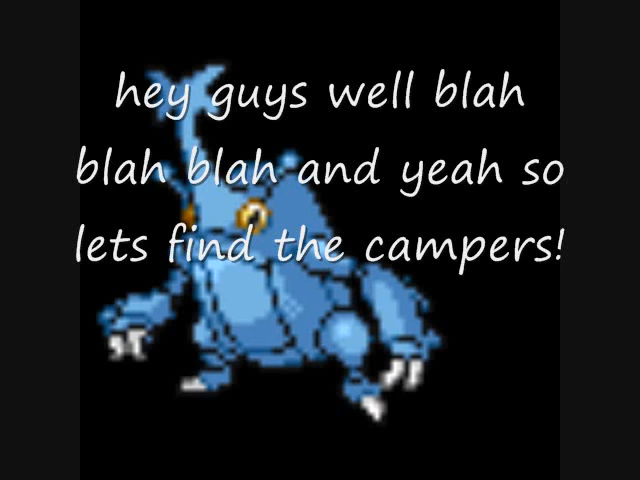 hey guys well blah
blah blah and yeah so
lets find the campers!